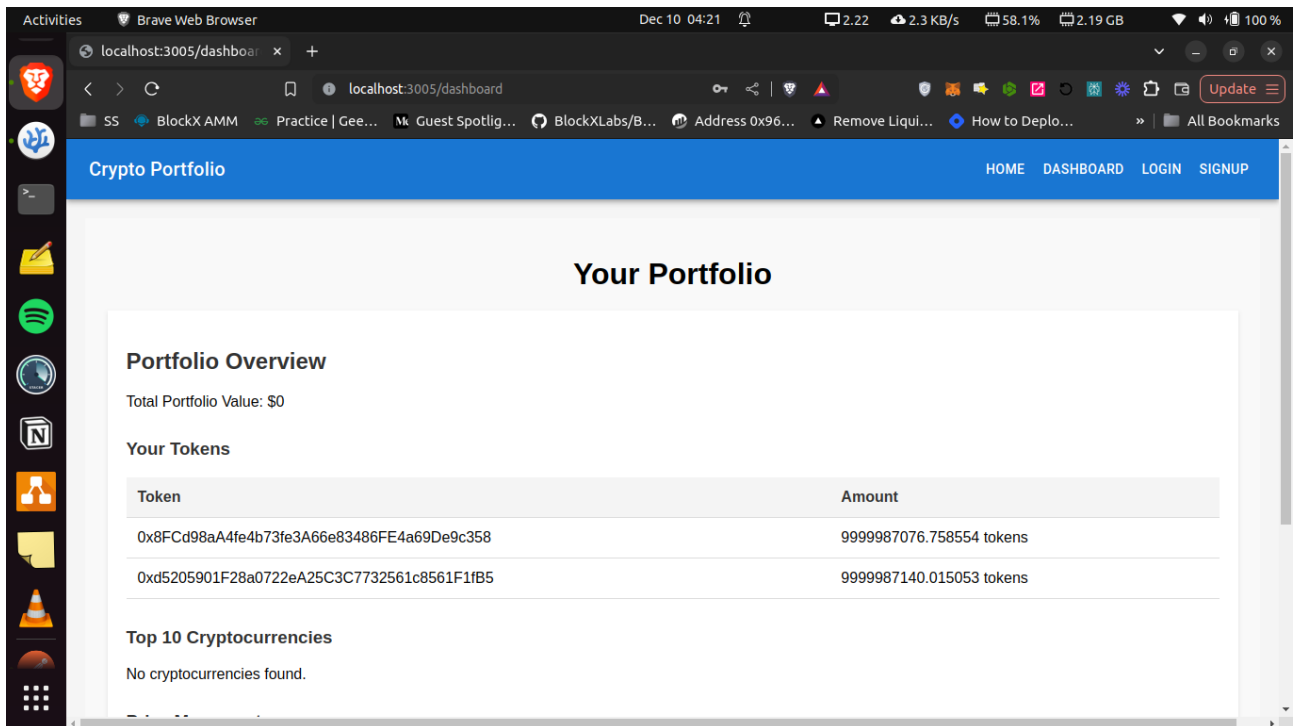 Activities Brave Web Browser Dec 10 04:21 2.22 2.3 KB/s 58.1% 2.19 GB 100 %
localhost:3005/dashboar
localhost:3005/dashboard Update
SS BlockX AMM Practice | Gee... Guest Spotlig... BlockXLabs/B... Address 0x96... Remove Liqui... How to Deplo... » All Bookmarks
Crypto Portfolio HOME DASHBOARD LOGIN SIGNUP
Your Portfolio
Portfolio Overview
Total Portfolio Value: $0
Your Tokens
Token Amount
0x8FCd98aA4fe4b73fe3A66e83486FE4a69De9c358 9999987076.758554 tokens
0xd5205901F28a0722eA25C3C7732561c8561F1fB5 9999987140.015053 tokens
Top 10 Cryptocurrencies
No cryptocurrencies found.